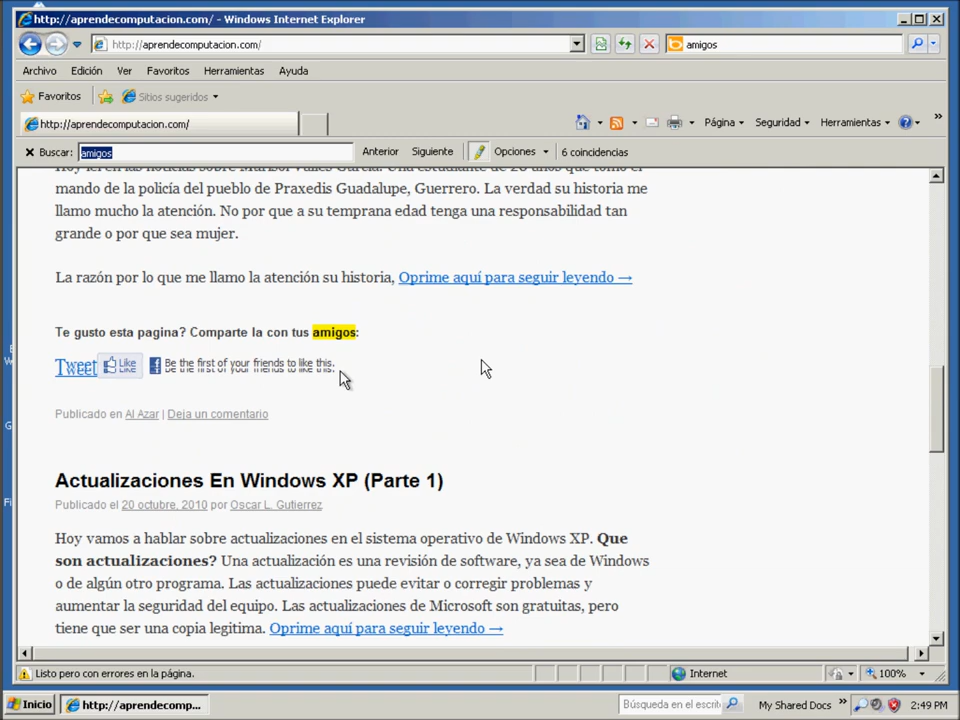 http://aprendecomputacion.com/ - Windows Internet Explorer
http://aprendecomputacion.com/
amigos
Archivo Edición Ver Favoritos Herramientas Ayuda
Favoritos Sitios sugeridos
http://aprendecomputacion.com/
Página Seguridad Herramientas »
Buscar: amigos Anterior Siguiente Opciones 6 coincidencias
mando de la policía del pueblo de Praxedis Guadalupe, Guerrero. La verdad su historia me
llamo mucho la atención. No por que a su temprana edad tenga una responsabilidad tan
grande o por que sea mujer.
La razón por lo que me llamo la atención su historia, Oprime aquí para seguir leyendo →
Te gusto esta pagina? Comparte la con tus amigos:
Tweet Like Be the first of your friends to like this.
Publicado en Al Azar | Deja un comentario
Actualizaciones En Windows XP (Parte 1)
Publicado el 20 octubre, 2010 por Oscar L. Gutierrez
Hoy vamos a hablar sobre actualizaciones en el sistema operativo de Windows XP. Que
son actualizaciones? Una actualización es una revisión de software, ya sea de Windows
o de algún otro programa. Las actualizaciones puede evitar o corregir problemas y
aumentar la seguridad del equipo. Las actualizaciones de Microsoft son gratuitas, pero
tiene que ser una copia legitima. Oprime aquí para seguir leyendo →
Listo pero con errores en la página. Internet 100%
Inicio http://aprendecomp... Búsqueda en el escrit My Shared Docs » 2:49 PM